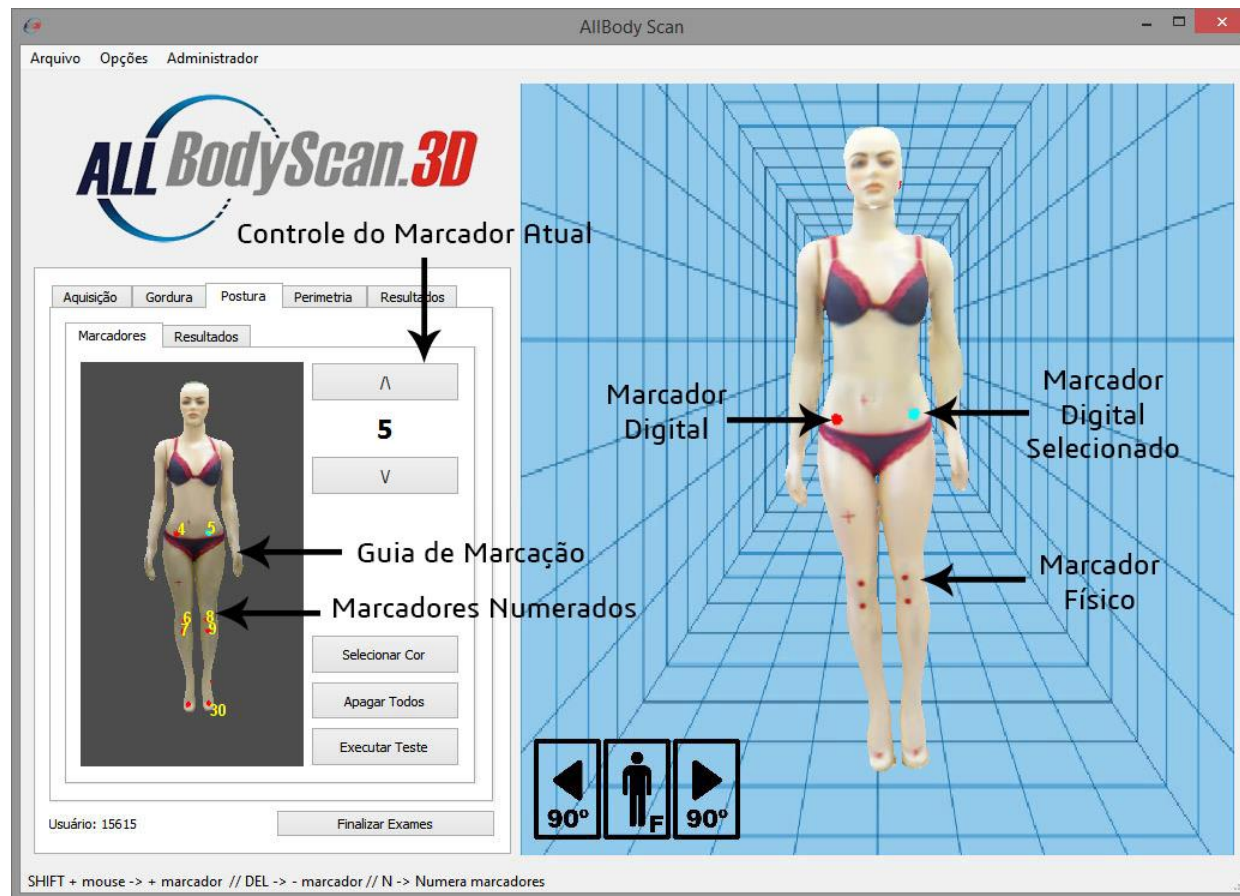 AllBody Scan
Arquivo Opções Administrador
ALL BodyScan.3D
Controle do Marcador Atual
Aquisição Gordura Postura Perimetria Resultados
Marcadores Resultados
/\
5
\/
4 5
6 8
7 9
30
Guia de Marcação
Marcadores Numerados
Selecionar Cor
Apagar Todos
Executar Teste
Usuário: 15615
Finalizar Exames
Marcador
Digital
Marcador
Digital
Selecionado
Marcador
Físico
90º F 90º
SHIFT + mouse -> + marcador // DEL -> - marcador // N -> Numera marcadores